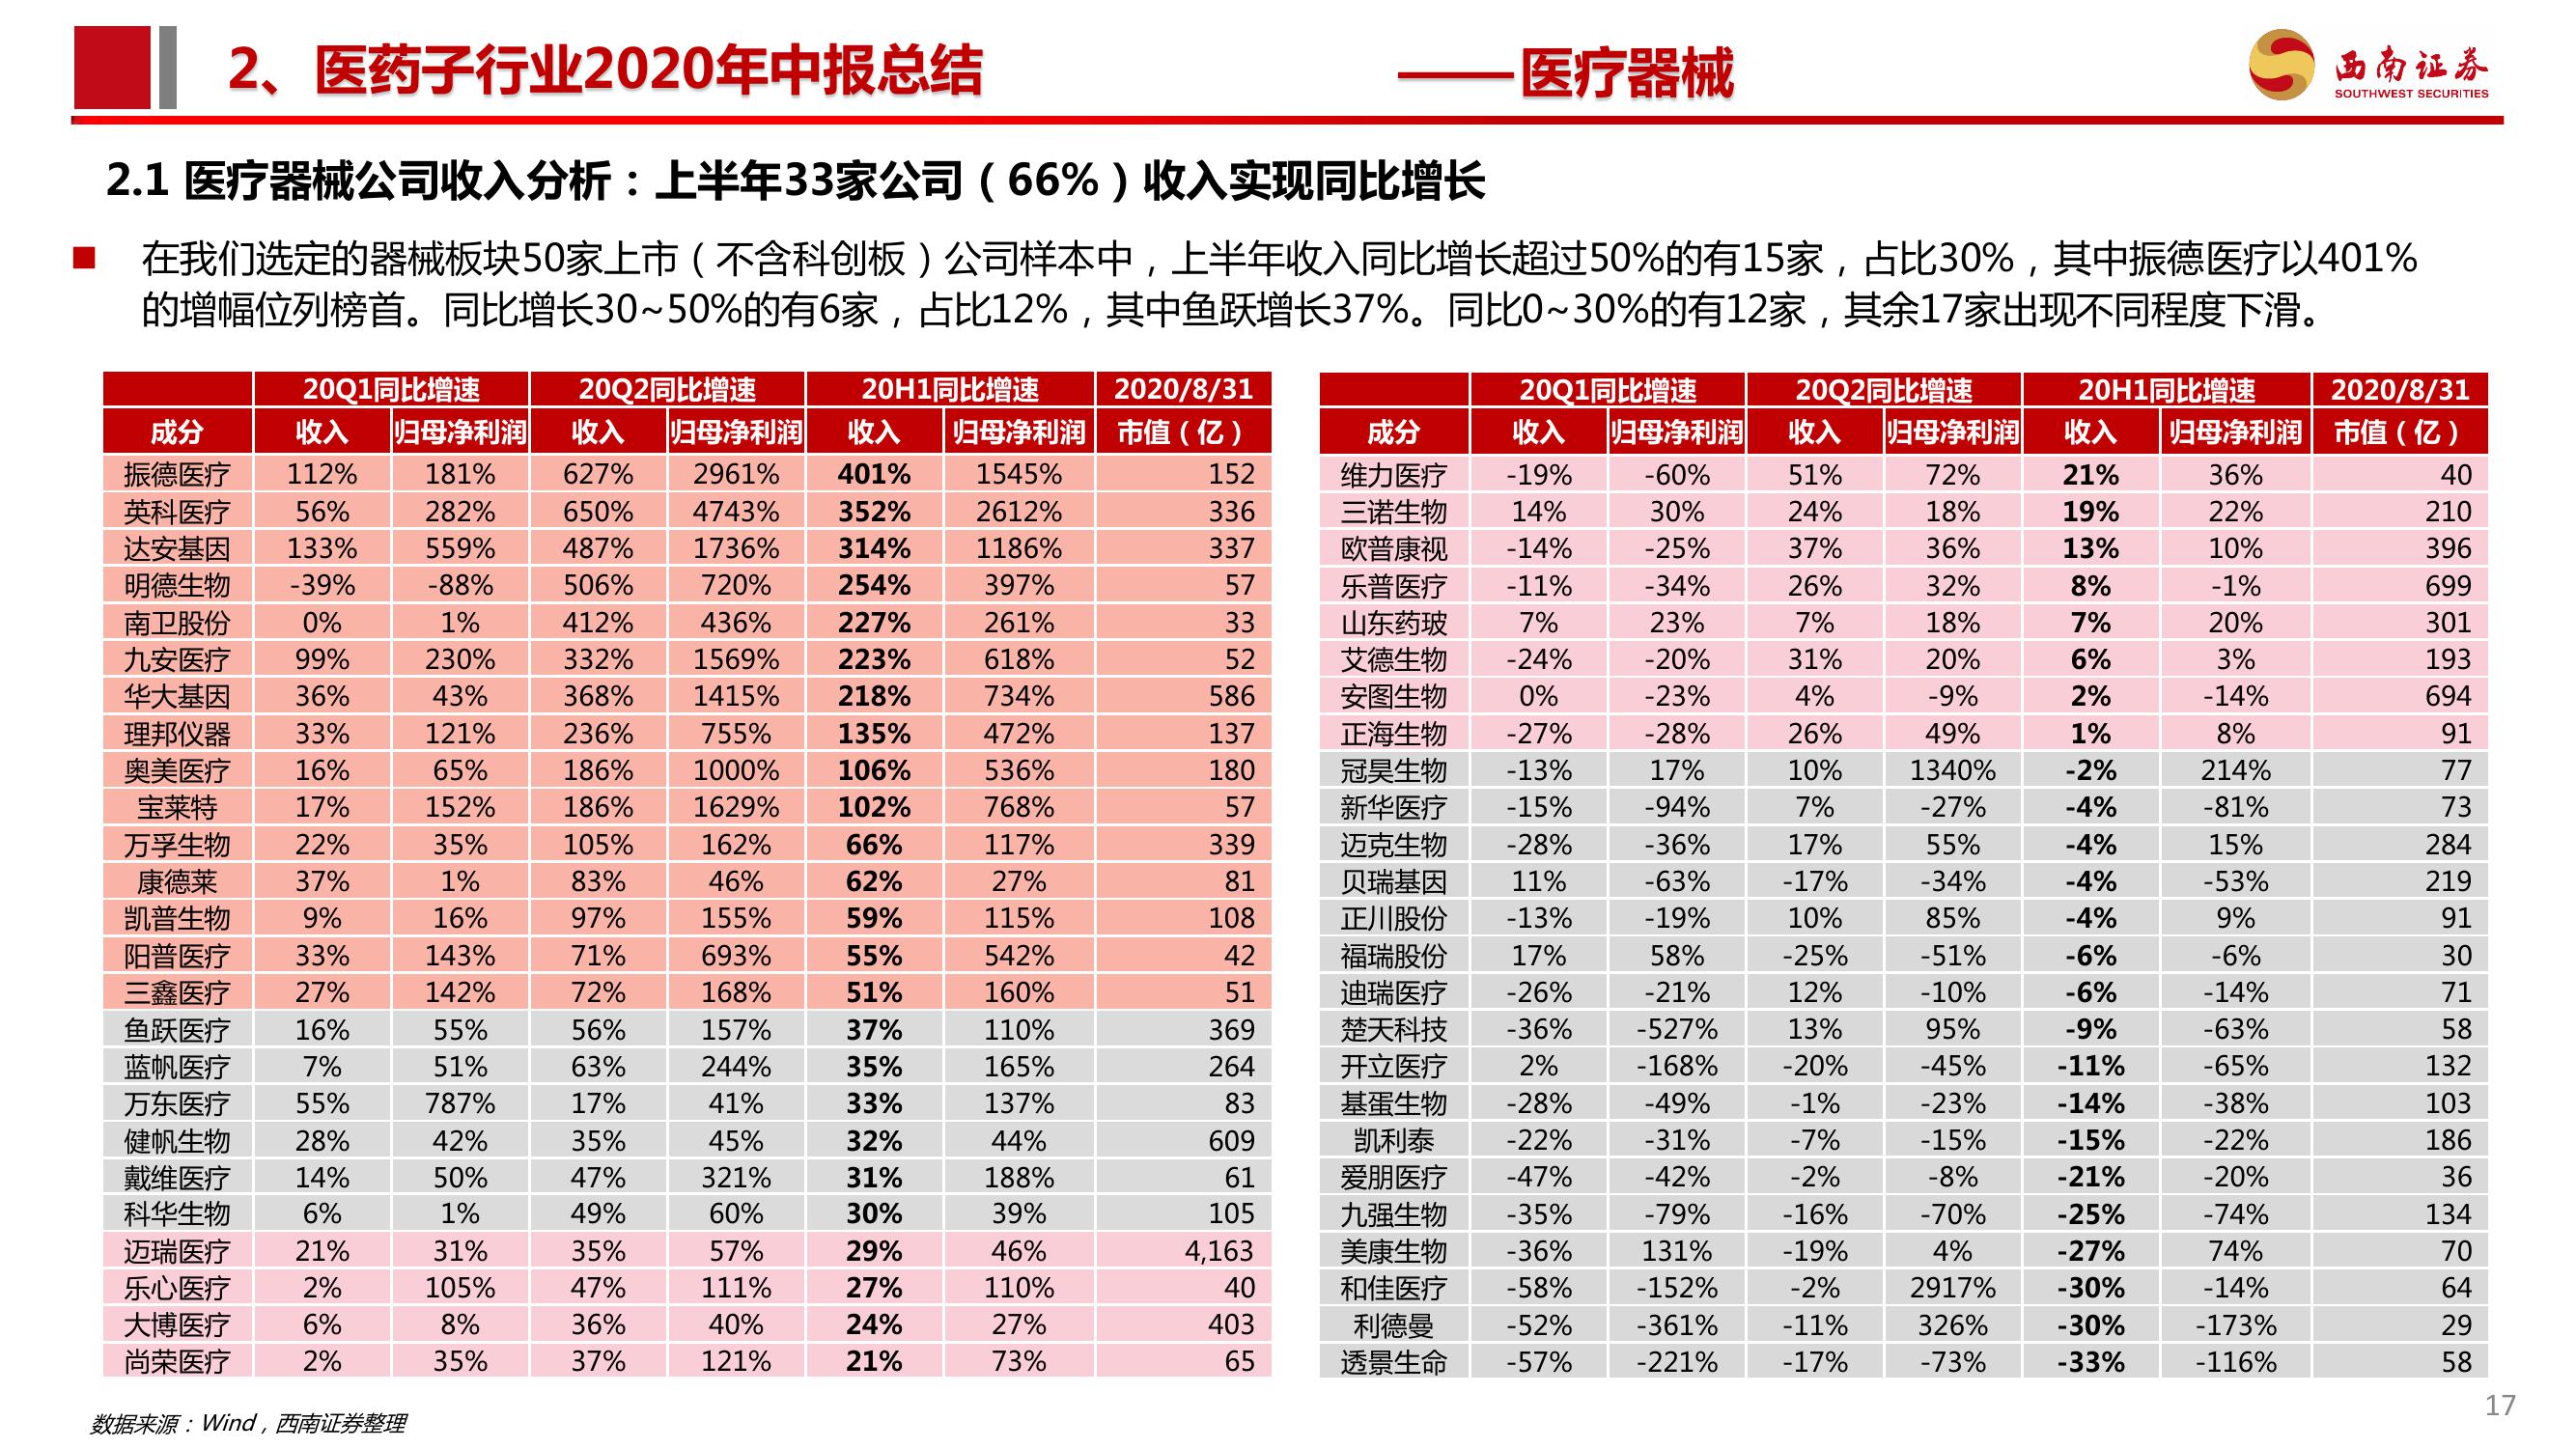 2、医药子行业2020年中报总结 ——医疗器械
西南证券
SOUTHWEST SECURITIES
2.1 医疗器械公司收入分析：上半年33家公司（66%）收入实现同比增长
在我们选定的器械板块50家上市（不含科创板）公司样本中，上半年收入同比增长超过50%的有15家，占比30%，其中振德医疗以401%
的增幅位列榜首。同比增长30~50%的有6家，占比12%，其中鱼跃增长37%。同比0~30%的有12家，其余17家出现不同程度下滑。
20Q1同比增速 20Q2同比增速 20H1同比增速 2020/8/31
成分 收入 归母净利润 收入 归母净利润 收入 归母净利润 市值（亿）
振德医疗 112% 181% 627% 2961% 401% 1545% 152
英科医疗 56% 282% 650% 4743% 352% 2612% 336
达安基因 133% 559% 487% 1736% 314% 1186% 337
明德生物 -39% -88% 506% 720% 254% 397% 57
南卫股份 0% 1% 412% 436% 227% 261% 33
九安医疗 99% 230% 332% 1569% 223% 618% 52
华大基因 36% 43% 368% 1415% 218% 734% 586
理邦仪器 33% 121% 236% 755% 135% 472% 137
奥美医疗 16% 65% 186% 1000% 106% 536% 180
宝莱特 17% 152% 186% 1629% 102% 768% 57
万孚生物 22% 35% 105% 162% 66% 117% 339
康德莱 37% 1% 83% 46% 62% 27% 81
凯普生物 9% 16% 97% 155% 59% 115% 108
阳普医疗 33% 143% 71% 693% 55% 542% 42
三鑫医疗 27% 142% 72% 168% 51% 160% 51
鱼跃医疗 16% 55% 56% 157% 37% 110% 369
蓝帆医疗 7% 51% 63% 244% 35% 165% 264
万东医疗 55% 787% 17% 41% 33% 137% 83
健帆生物 28% 42% 35% 45% 32% 44% 609
戴维医疗 14% 50% 47% 321% 31% 188% 61
科华生物 6% 1% 49% 60% 30% 39% 105
迈瑞医疗 21% 31% 35% 57% 29% 46% 4,163
乐心医疗 2% 105% 47% 111% 27% 110% 40
大博医疗 6% 8% 36% 40% 24% 27% 403
尚荣医疗 2% 35% 37% 121% 21% 73% 65
20Q1同比增速 20Q2同比增速 20H1同比增速 2020/8/31
成分 收入 归母净利润 收入 归母净利润 收入 归母净利润 市值（亿）
维力医疗 -19% -60% 51% 72% 21% 36% 40
三诺生物 14% 30% 24% 18% 19% 22% 210
欧普康视 -14% -25% 37% 36% 13% 10% 396
乐普医疗 -11% -34% 26% 32% 8% -1% 699
山东药玻 7% 23% 7% 18% 7% 20% 301
艾德生物 -24% -20% 31% 20% 6% 3% 193
安图生物 0% -23% 4% -9% 2% -14% 694
正海生物 -27% -28% 26% 49% 1% 8% 91
冠昊生物 -13% 17% 10% 1340% -2% 214% 77
新华医疗 -15% -94% 7% -27% -4% -81% 73
迈克生物 -28% -36% 17% 55% -4% 15% 284
贝瑞基因 11% -63% -17% -34% -4% -53% 219
正川股份 -13% -19% 10% 85% -4% 9% 91
福瑞股份 17% 58% -25% -51% -6% -6% 30
迪瑞医疗 -26% -21% 12% -10% -6% -14% 71
楚天科技 -36% -527% 13% 95% -9% -63% 58
开立医疗 2% -168% -20% -45% -11% -65% 132
基蛋生物 -28% -49% -1% -23% -14% -38% 103
凯利泰 -22% -31% -7% -15% -15% -22% 186
爱朋医疗 -47% -42% -2% -8% -21% -20% 36
九强生物 -35% -79% -16% -70% -25% -74% 134
美康生物 -36% 131% -19% 4% -27% 74% 70
和佳医疗 -58% -152% -2% 2917% -30% -14% 64
利德曼 -52% -361% -11% 326% -30% -173% 29
透景生命 -57% -221% -17% -73% -33% -116% 58
数据来源：Wind，西南证券整理
17